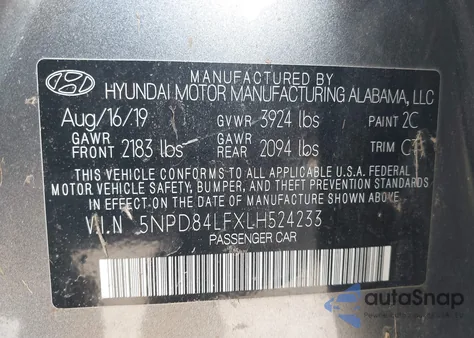 MANUFACTURED BY
HYUNDAI MOTOR MANUFACTURING ALABAMA, LLC
Aug/16/19 GVWR 3924 lbs PAINT 2C
GAWR FRONT 2183 lbs GAWR REAR 2094 lbs TRIM
THIS VEHICLE CONFORMS TO ALL APPLICABLE U.S.A. FEDERAL
MOTOR VEHICLE SAFETY, BUMPER, AND THEFT PREVENTION STANDARDS
IN EFFECT ON THE DATE OF MANUFACTURE SHOWN ABOVE.
V.I.N 5NPD84LFXLH524233
PASSENGER CAR
autoSnap